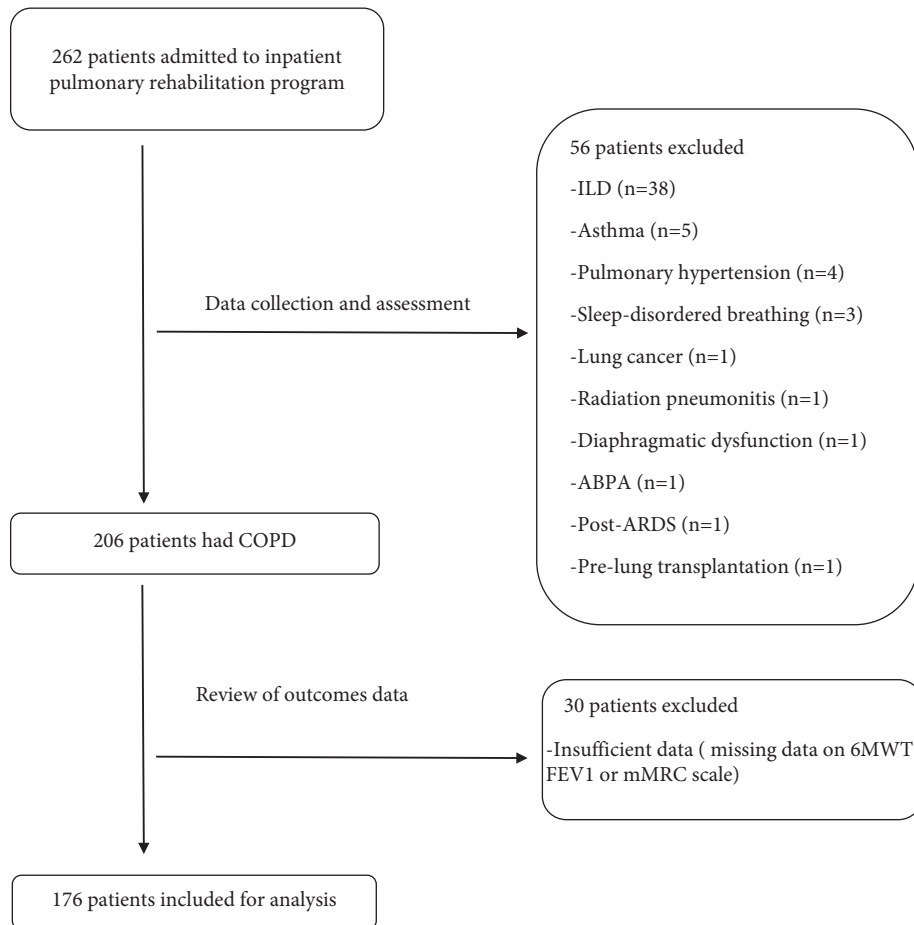 262 patients admitted to inpatient
pulmonary rehabilitation program
56 patients excluded
-ILD (n=38)
-Asthma (n=5)
-Pulmonary hypertension (n=4)
-Sleep-disordered breathing (n=3)
-Lung cancer (n=1)
-Radiation pneumonitis (n=1)
-Diaphragmatic dysfunction (n=1)
-ABPA (n=1)
-Post-ARDS (n=1)
-Pre-lung transplantation (n=1)
Data collection and assessment
206 patients had COPD
Review of outcomes data
30 patients excluded
-Insufficient data ( missing data on 6MWT
FEV1 or mMRC scale)
176 patients included for analysis